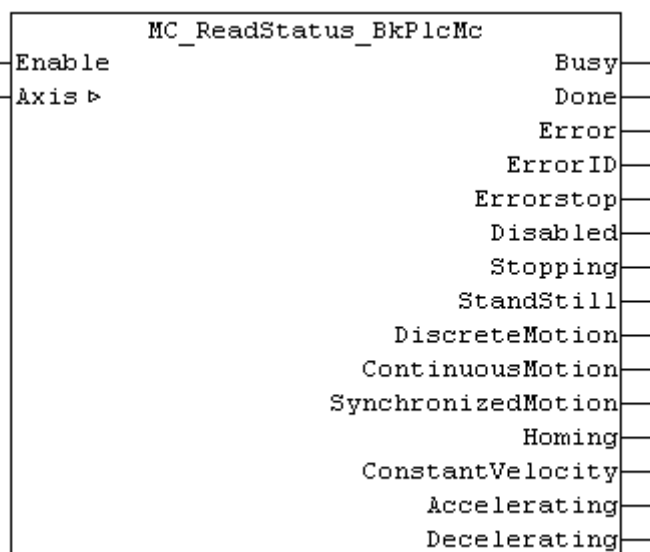 MC_ReadStatus_BkPlcMc
Enable Busy
Axis Done
Error
ErrorID
Errorstop
Disabled
Stopping
StandStill
DiscreteMotion
ContinuousMotion
SynchronizedMotion
Homing
ConstantVelocity
Accelerating
Decelerating